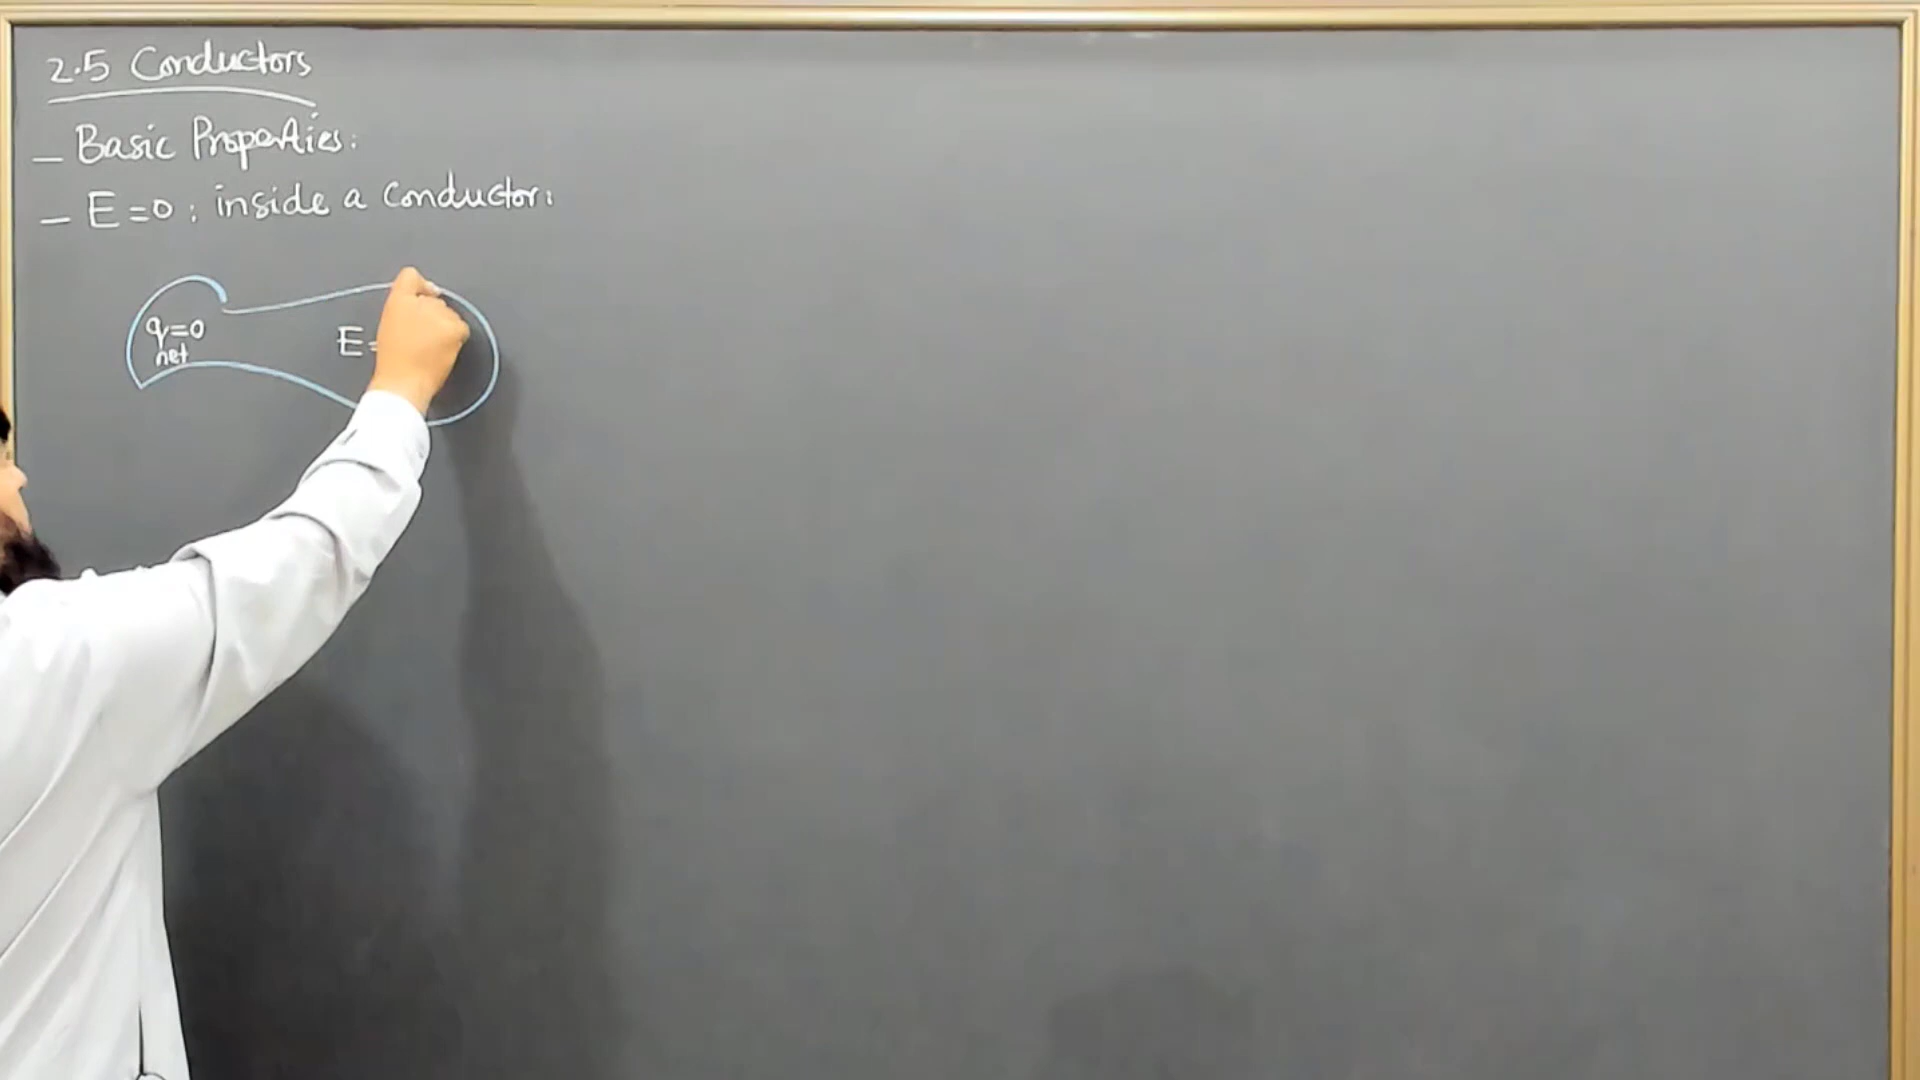 2.5 Conductors
- Basic Properties:
- E=0: inside a conductor:
q=0
net
E=